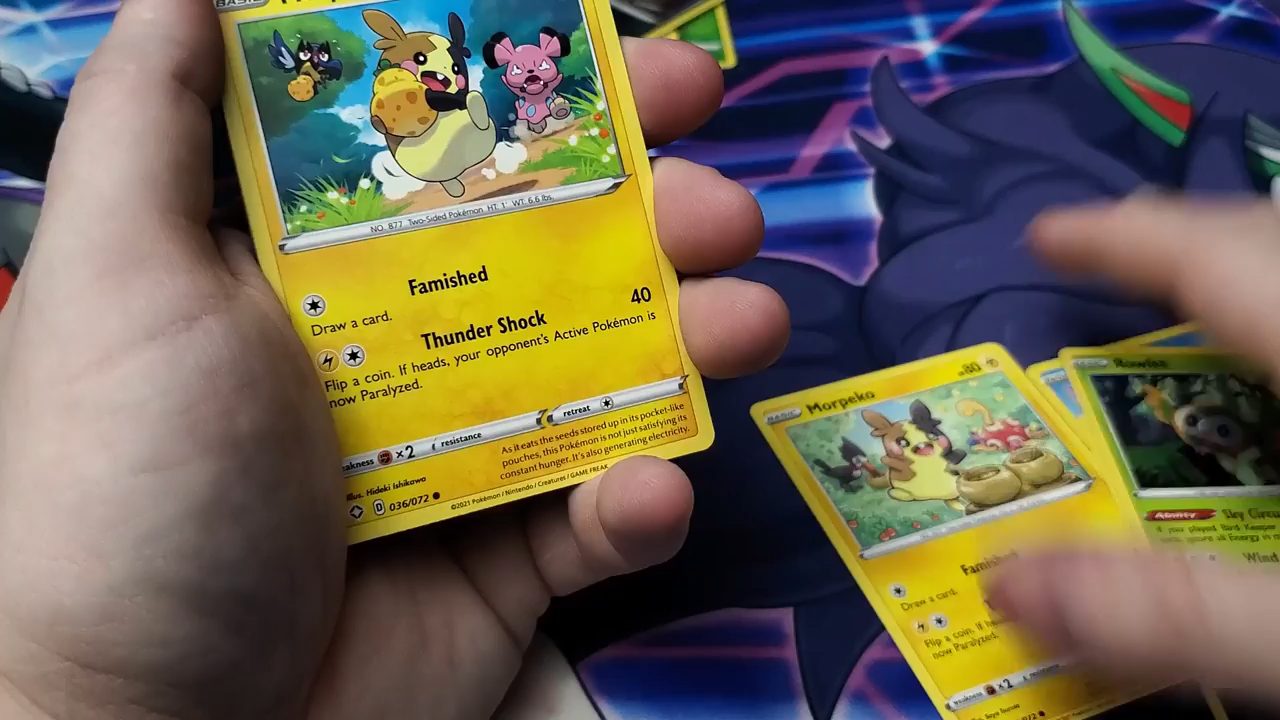 BASIC
NO. 877 Two-Sided Pokémon HT. 1' WT. 6.6 lbs.
Famished
Draw a card.
Thunder Shock 40
Flip a coin. If heads, your opponent's Active Pokémon is
now Paralyzed.
weakness ×2 resistance retreat
As it eats the seeds stored up in its pocket-like
pouches, this Pokémon is not just satisfying its
constant hunger. It's also generating electricity.
Illus. Hideki Ishikawa
D 036/072
©2021 Pokémon / Nintendo / Creatures / GAME FREAK
BASIC Morpeko 80
Draw a card.
Flip a coin. If
now Paralyzed.
weakness ×2
Rowlet
Ability
Wind